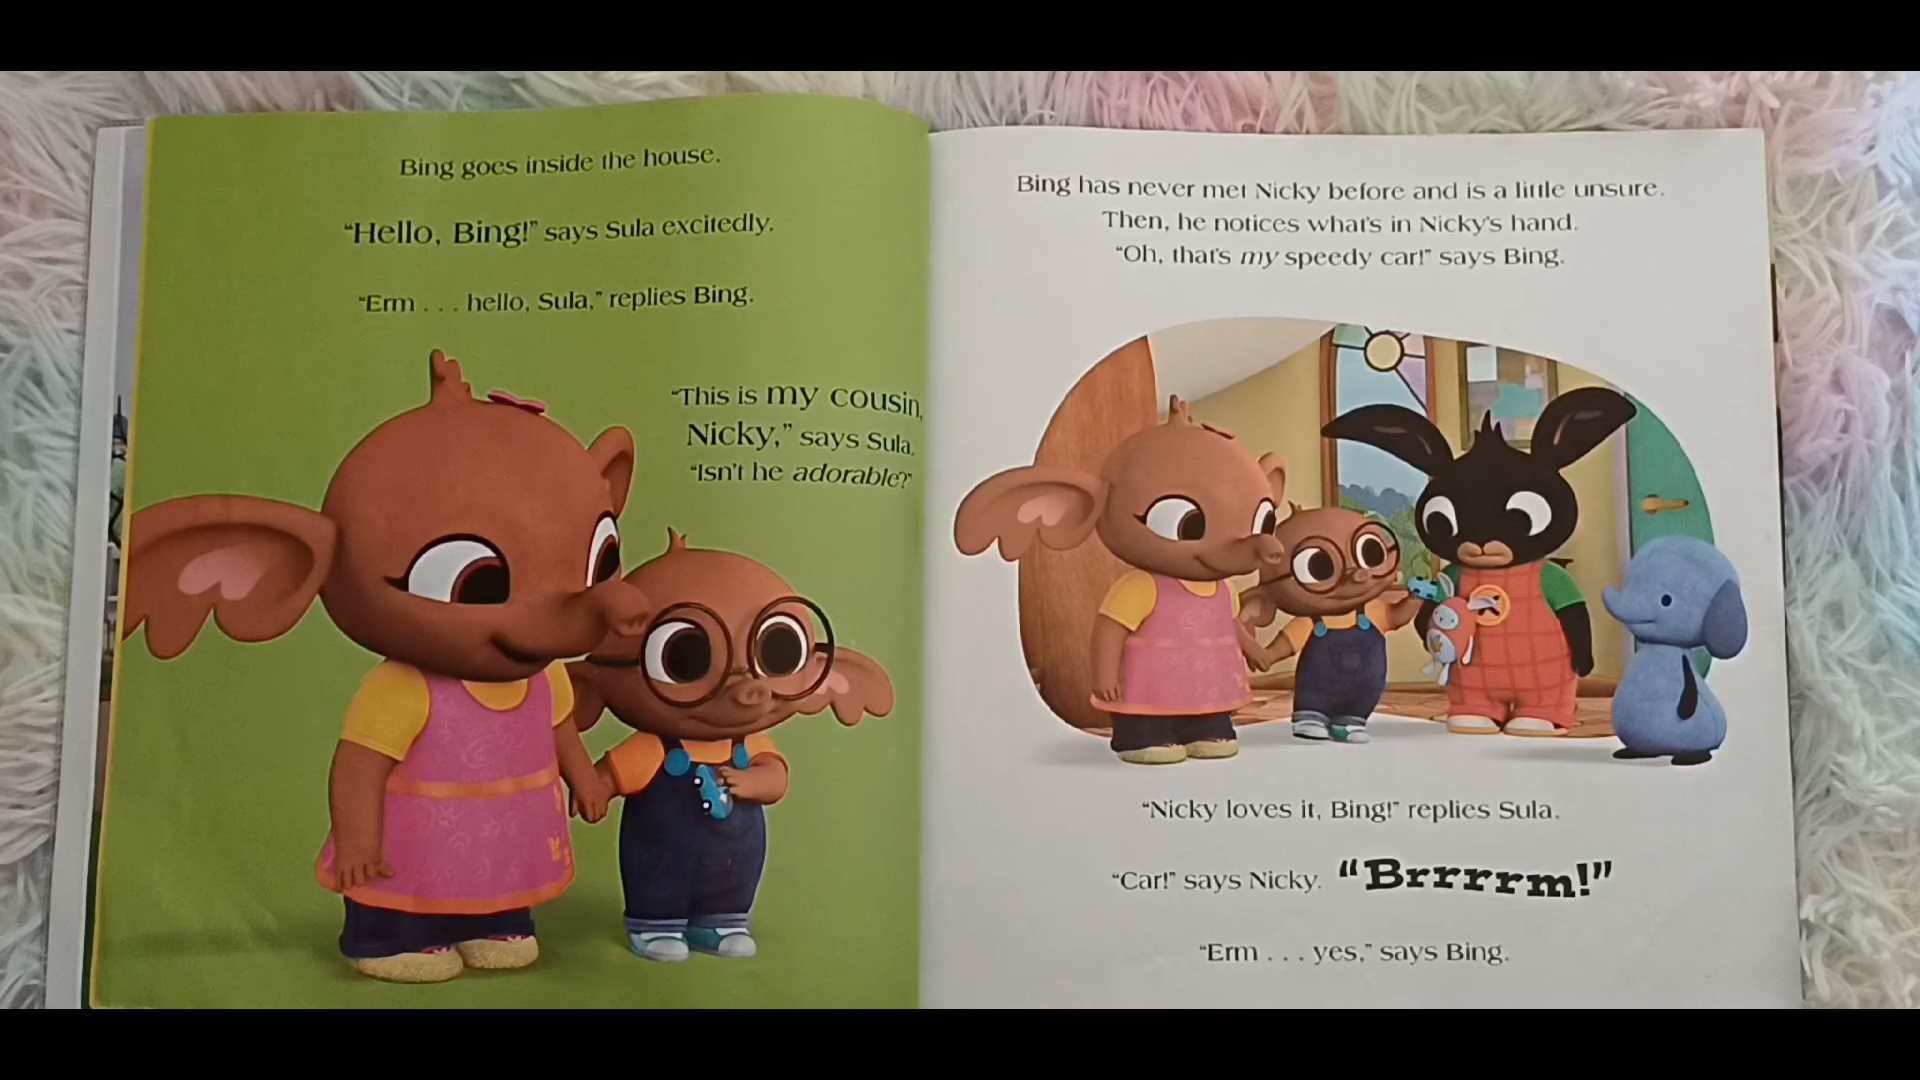 Bing goes inside the house.
“Hello, Bing!” says Sula excitedly.
“Erm . . . hello, Sula,” replies Bing.
“This is my cousin,
Nicky,” says Sula.
“Isn’t he adorable?”
Bing has never met Nicky before and is a little unsure.
Then, he notices what’s in Nicky’s hand.
“Oh, that’s my speedy car!” says Bing.
“Nicky loves it, Bing!” replies Sula.
“Car!” says Nicky. “Brrrrrm!”
“Erm . . . yes,” says Bing.